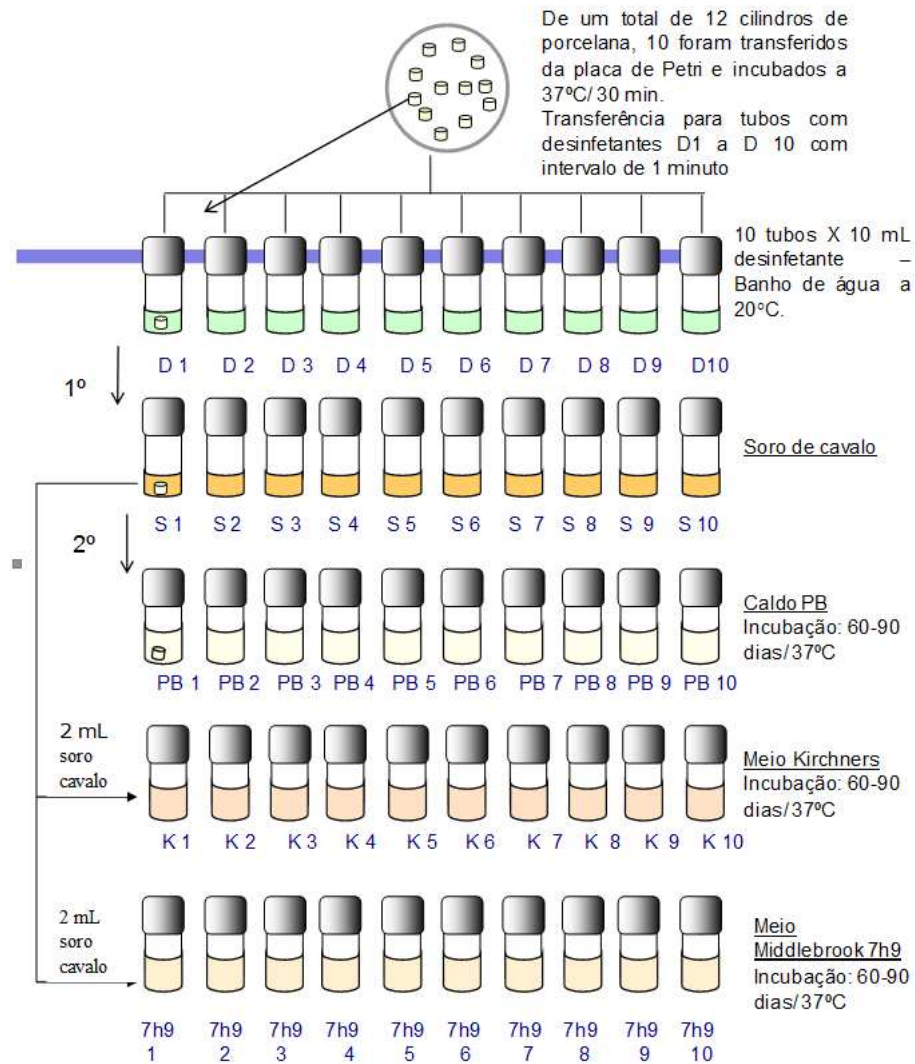 De um total de 12 cilindros de
porcelana, 10 foram transferidos
da placa de Petri e incubados a
37ºC/ 30 min.
Transferência para tubos com
desinfetantes D1 a D 10 com
intervalo de 1 minuto
10 tubos X 10 mL
desinfetante –
Banho de água a
20ºC.
D 1 D 2 D 3 D 4 D 5 D 6 D 7 D 8 D 9 D10
1º
Soro de cavalo
S 1 S 2 S 3 S 4 S 5 S 6 S 7 S 8 S 9 S 10
2º
Caldo PB
Incubação: 60-90
dias/ 37ºC
PB 1 PB 2 PB 3 PB 4 PB 5 PB 6 PB 7 PB 8 PB 9 PB 10
2 mL
soro
cavalo
Meio Kirchners
Incubação: 60-90
dias/ 37ºC
K 1 K 2 K 3 K 4 K 5 K 6 K 7 K 8 K 9 K 10
2 mL
soro
cavalo
Meio
Middlebrook 7h9
Incubação: 60-90
dias/ 37ºC
7h9 7h9 7h9 7h9 7h9 7h9 7h9 7h9 7h9 7h9
1 2 3 4 5 6 7 8 9 10